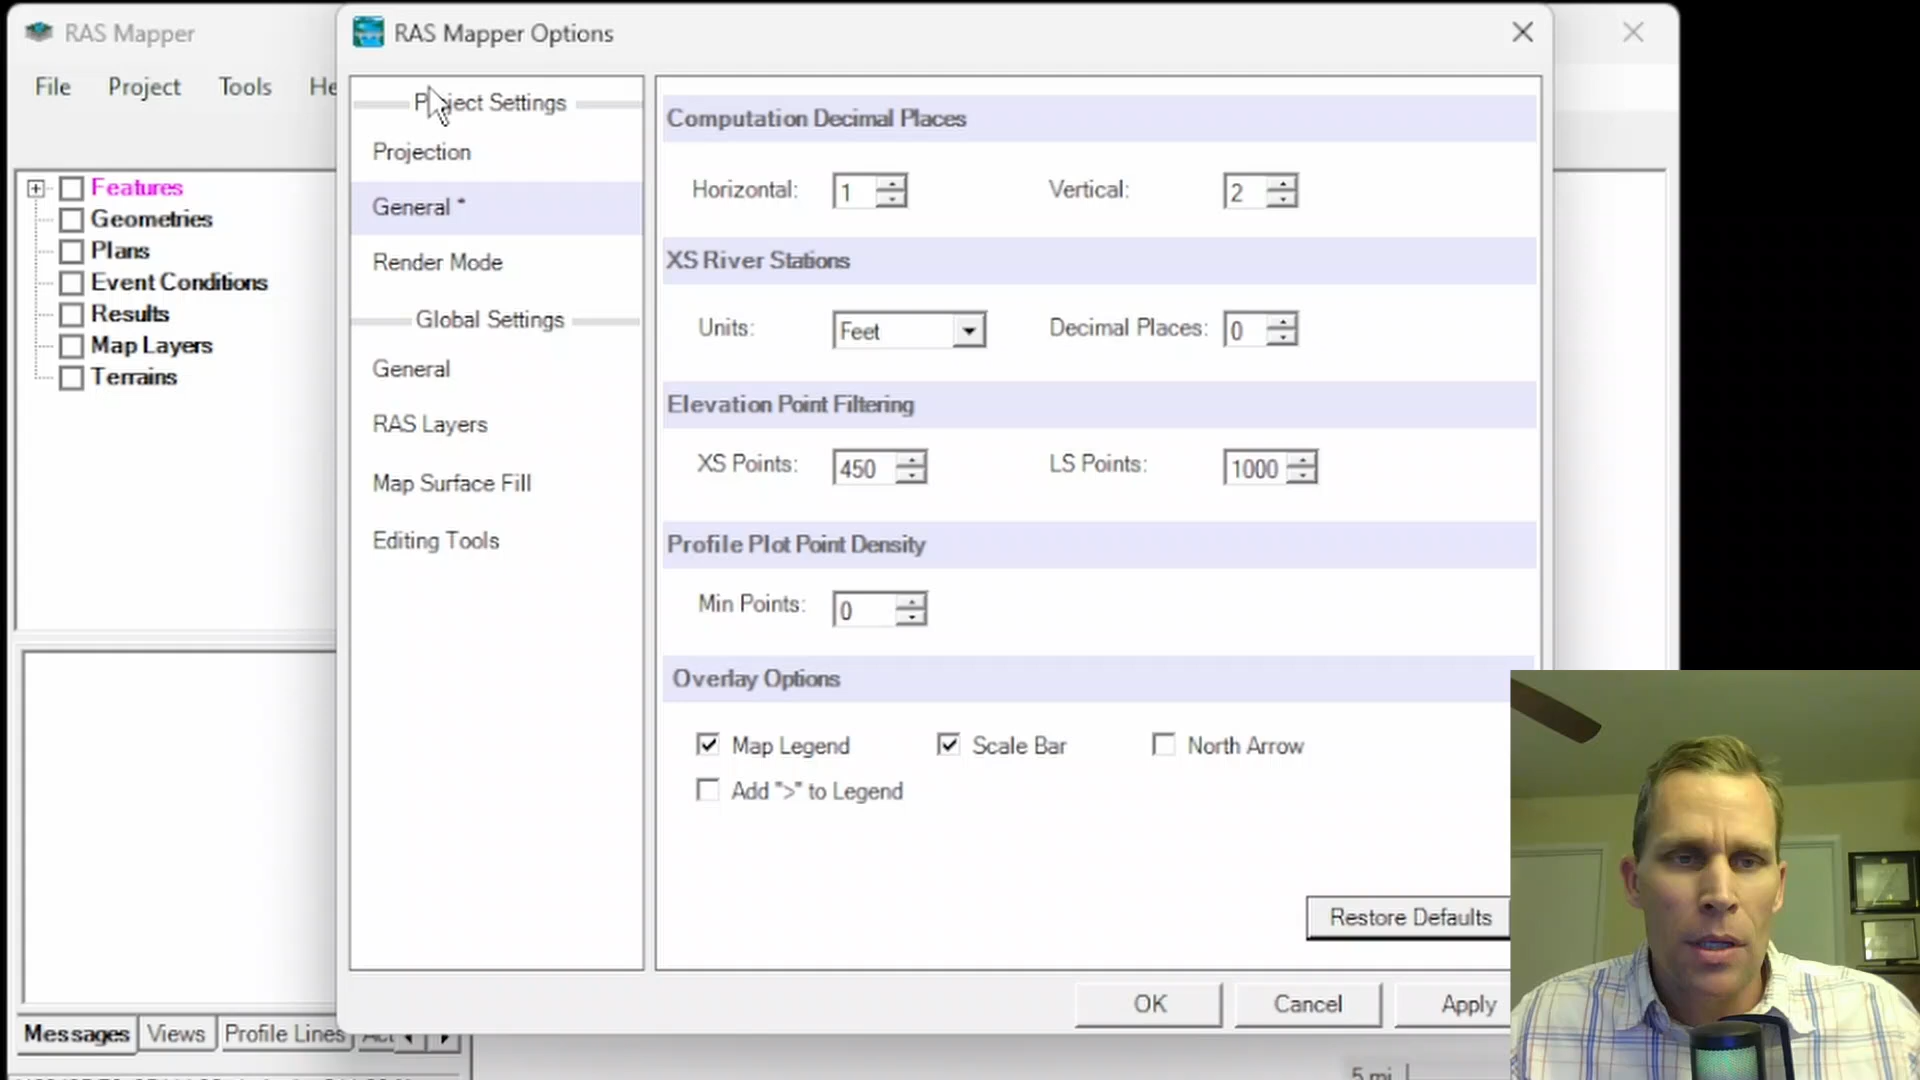 RAS Mapper
File Project Tools He
Features
Geometries
Plans
Event Conditions
Results
Map Layers
Terrains
Messages Views Profile Lines
RAS Mapper Options
Project Settings
Projection
General *
Render Mode
Global Settings
General
RAS Layers
Map Surface Fill
Editing Tools
Computation Decimal Places
Horizontal: 1 Vertical: 2
XS River Stations
Units: Feet Decimal Places: 0
Elevation Point Filtering
XS Points: 450 LS Points: 1000
Profile Plot Point Density
Min Points: 0
Overlay Options
Map Legend Scale Bar North Arrow
Add ">" to Legend
Restore Defaults
OK Cancel Apply
5 mi